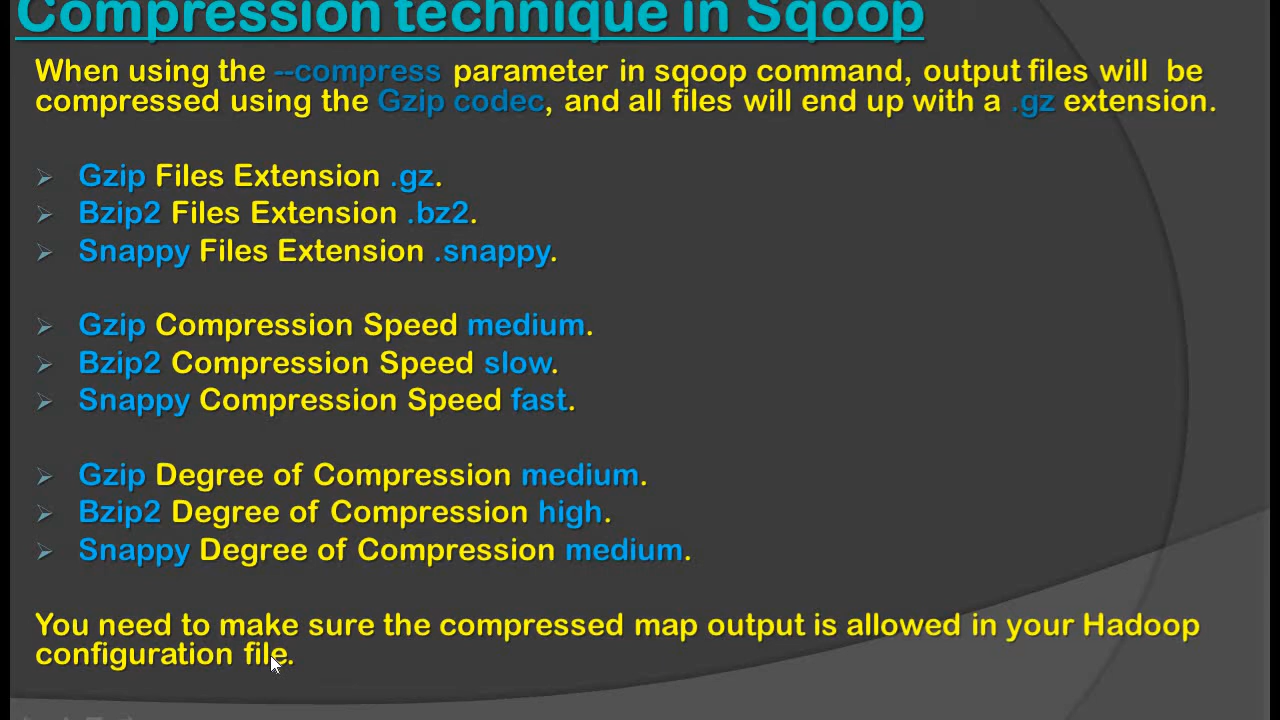 Compression technique in Sqoop
When using the --compress parameter in sqoop command, output files will be
compressed using the Gzip codec, and all files will end up with a .gz extension.
Gzip Files Extension .gz.
Bzip2 Files Extension .bz2.
Snappy Files Extension .snappy.
Gzip Compression Speed medium.
Bzip2 Compression Speed slow.
Snappy Compression Speed fast.
Gzip Degree of Compression medium.
Bzip2 Degree of Compression high.
Snappy Degree of Compression medium.
You need to make sure the compressed map output is allowed in your Hadoop
configuration file.